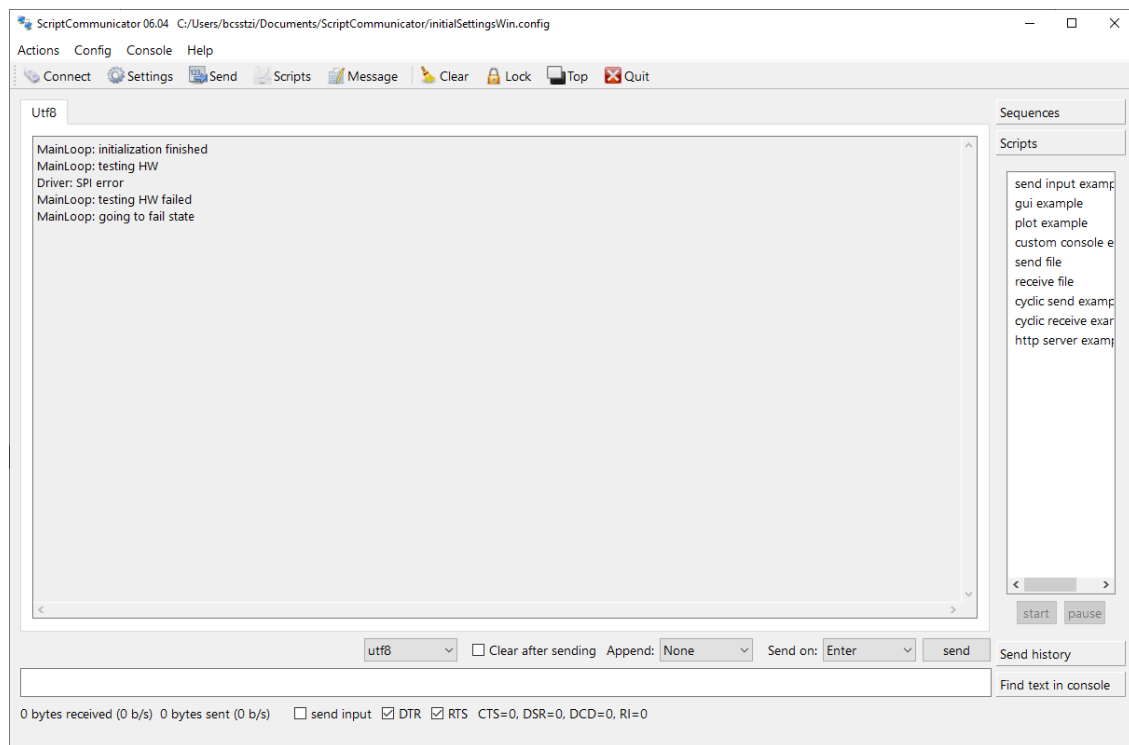 ScriptCommunicator 06.04 C:/Users/bcsstzi/Documents/ScriptCommunicator/initialSettingsWin.config
Actions Config Console Help
Connect Settings Send Scripts Message Clear Lock Top Quit
Utf8
MainLoop: initialization finished
MainLoop: testing HW
Driver: SPI error
MainLoop: testing HW failed
MainLoop: going to fail state
Sequences
Scripts
send input examp
gui example
plot example
custom console e
send file
receive file
cyclic send examp
cyclic receive exar
http server examp
start pause
utf8 Clear after sending Append: None Send on: Enter send
Send history
Find text in console
0 bytes received (0 b/s) 0 bytes sent (0 b/s) send input DTR RTS CTS=0, DSR=0, DCD=0, RI=0